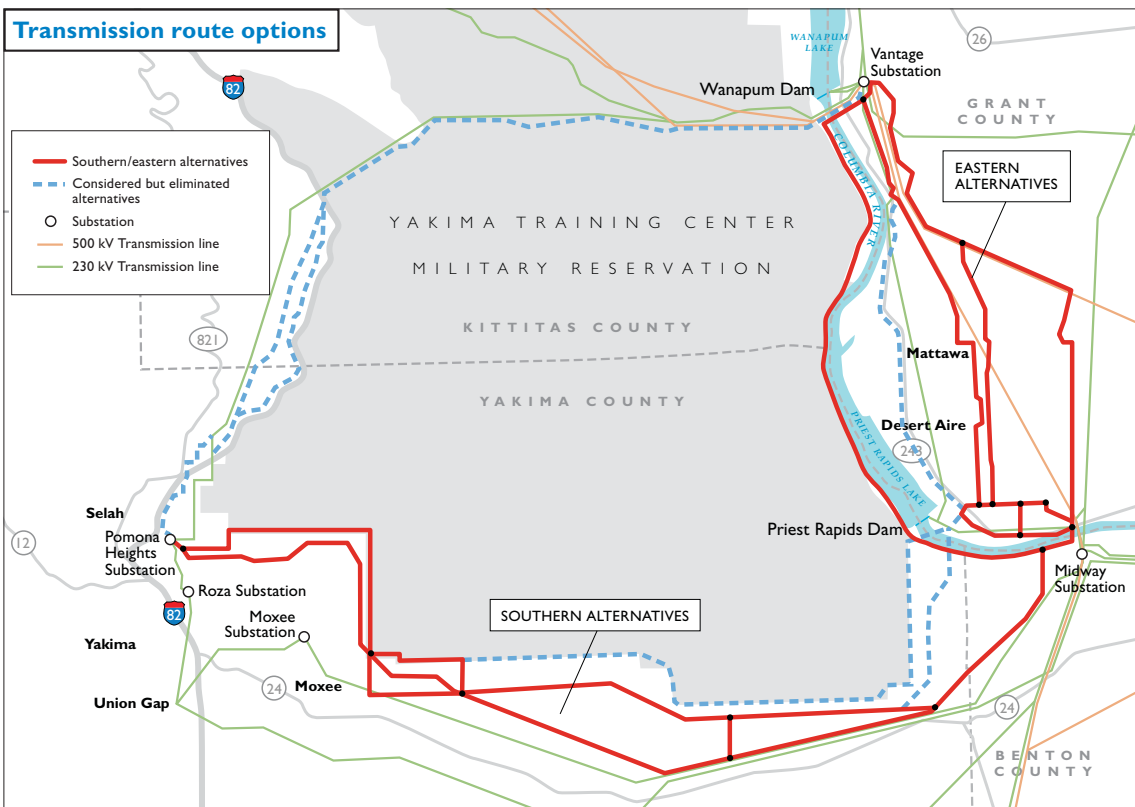 Transmission route options
82
Southern/eastern alternatives
Considered but eliminated
alternatives
Substation
500 kV Transmission line
230 kV Transmission line
WANAPUM
LAKE
Vantage
Substation
26
Wanapum Dam
GRANT
COUNTY
EASTERN
ALTERNATIVES
COLUMBIA RIVER
YAKIMA TRAINING CENTER
MILITARY RESERVATION
KITTITAS COUNTY
821
YAKIMA COUNTY
Mattawa
Desert Aire
PRIEST RAPIDS LAKE
243
Priest Rapids Dam
Selah
12
Pomona
Heights
Substation
Roza Substation
82
Moxee
Substation
Yakima
24
Moxee
Union Gap
SOUTHERN ALTERNATIVES
Midway
Substation
24
BENTON
COUNTY